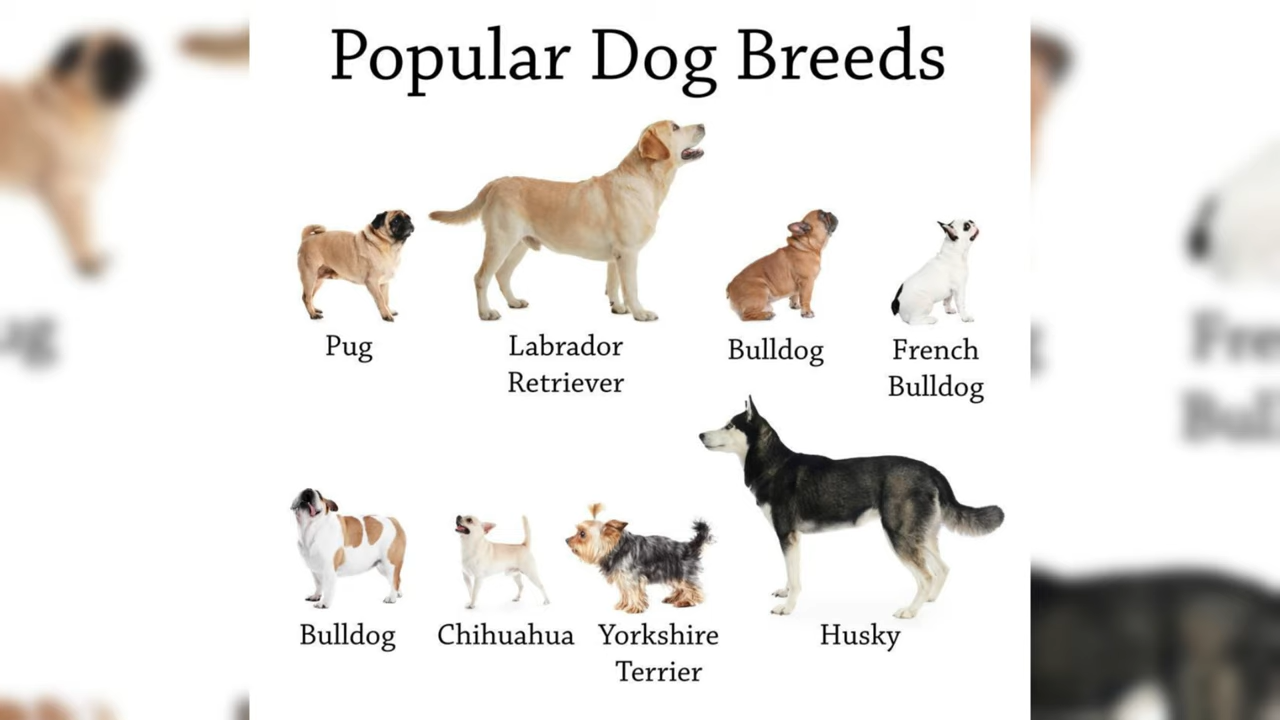 Popular Dog Breeds
Pug
Labrador
Retriever
Bulldog
French
Bulldog
Bulldog
Chihuahua
Yorkshire
Terrier
Husky